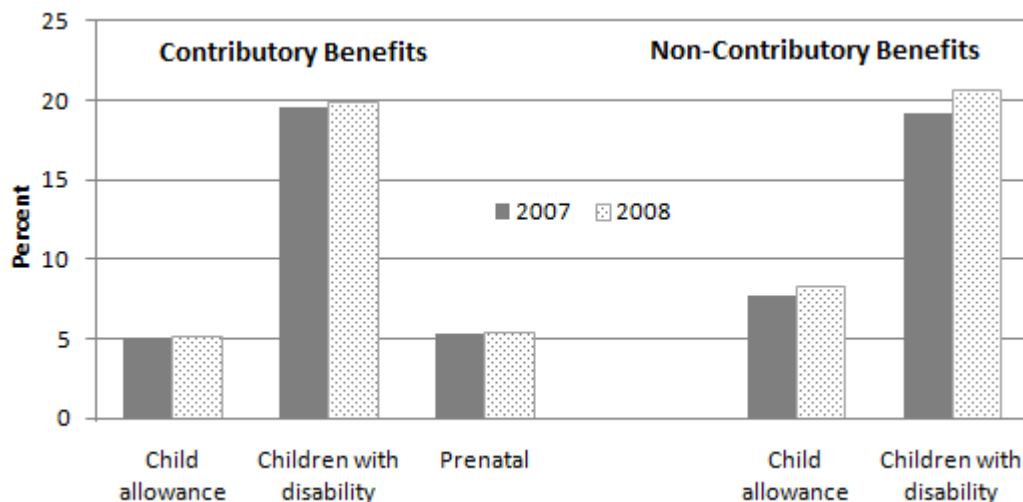 25
Contributory Benefits
Non-Contributory Benefits
20
15
Percent
2007
2008
10
5
0
Child
allowance
Children with
disability
Prenatal
Child
allowance
Children with
disability